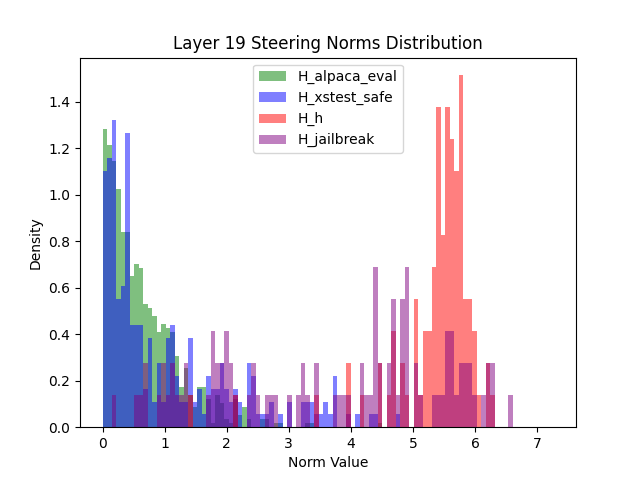 Layer 19 Steering Norms Distribution
H_alpaca_eval
H_xstest_safe
H_h
H_jailbreak
Density
1.4
1.2
1.0
0.8
0.6
0.4
0.2
0.0
0 1 2 3 4 5 6 7
Norm Value